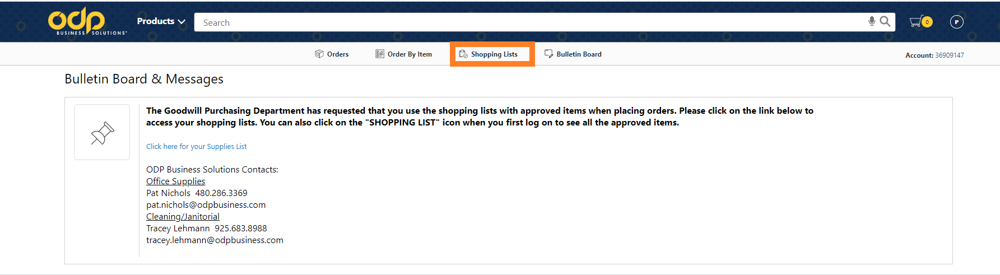 odp
BUSINESS SOLUTIONS™
Products
Search
0
P
Orders
Order By Item
Shopping Lists
Bulletin Board
Account: 36909147
Bulletin Board & Messages
The Goodwill Purchasing Department has requested that you use the shopping lists with approved items when placing orders. Please click on the link below to
access your shopping lists. You can also click on the "SHOPPING LIST" icon when you first log on to see all the approved items.
Click here for your Supplies List
ODP Business Solutions Contacts:
Office Supplies
Pat Nichols  480.286.3369
pat.nichols@odpbusiness.com
Cleaning/Janitorial
Tracey Lehmann  925.683.8988
tracey.lehmann@odpbusiness.com